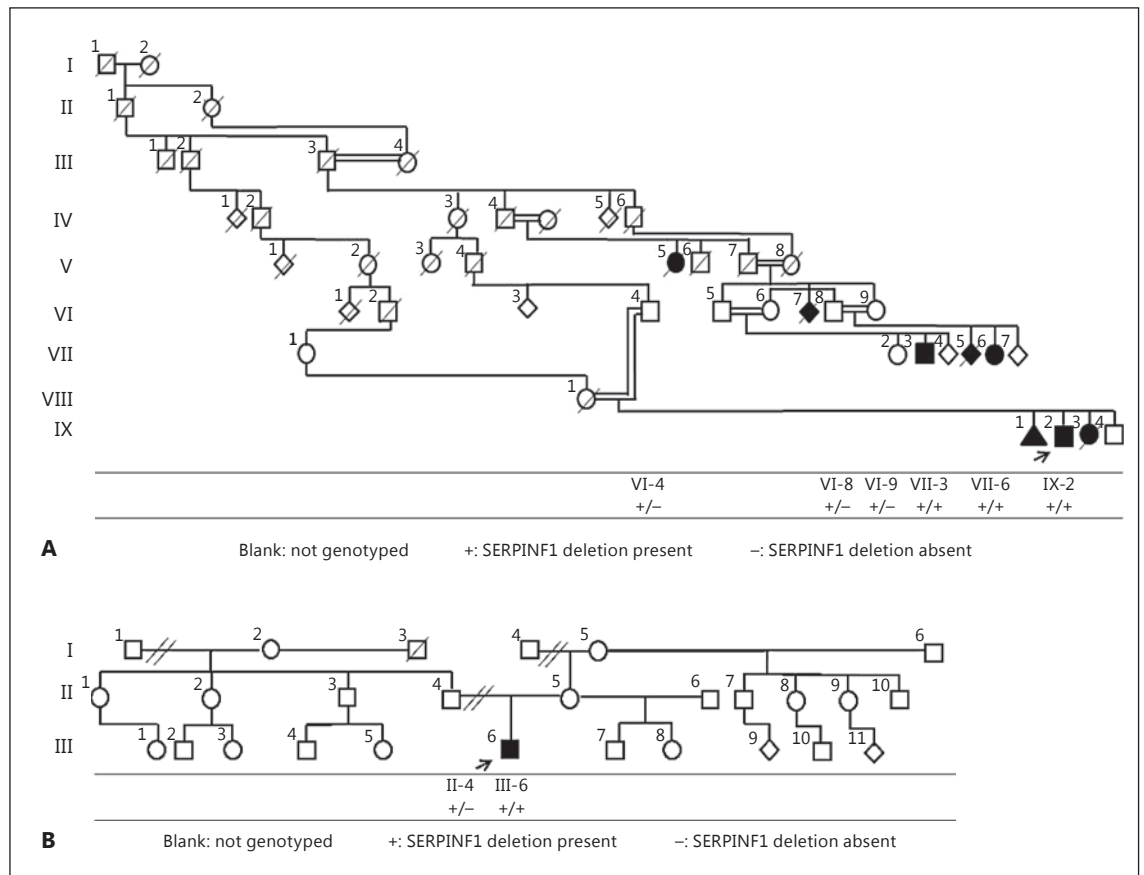 1 2
I
1 2
II
1 2 3 4
III
1 2 3 4 5 6
IV
1 2 3 4 5 6 7 8
V
1 2 3 4 5 6 7 8 9
VI
1 2 3 4 5 6 7
VII
1
VIII
1 2 3 4
IX
VI-4 VI-8 VI-9 VII-3 VII-6 IX-2
+/– +/– +/– +/+ +/+ +/+
A Blank: not genotyped +: SERPINF1 deletion present –: SERPINF1 deletion absent
1 2 3 4 5 6
I
1 2 3 4 5 6 7 8 9 10
II
1 2 3 4 5 6 7 8 9 10 11
III
II-4 III-6
+/– +/+
B Blank: not genotyped +: SERPINF1 deletion present –: SERPINF1 deletion absent